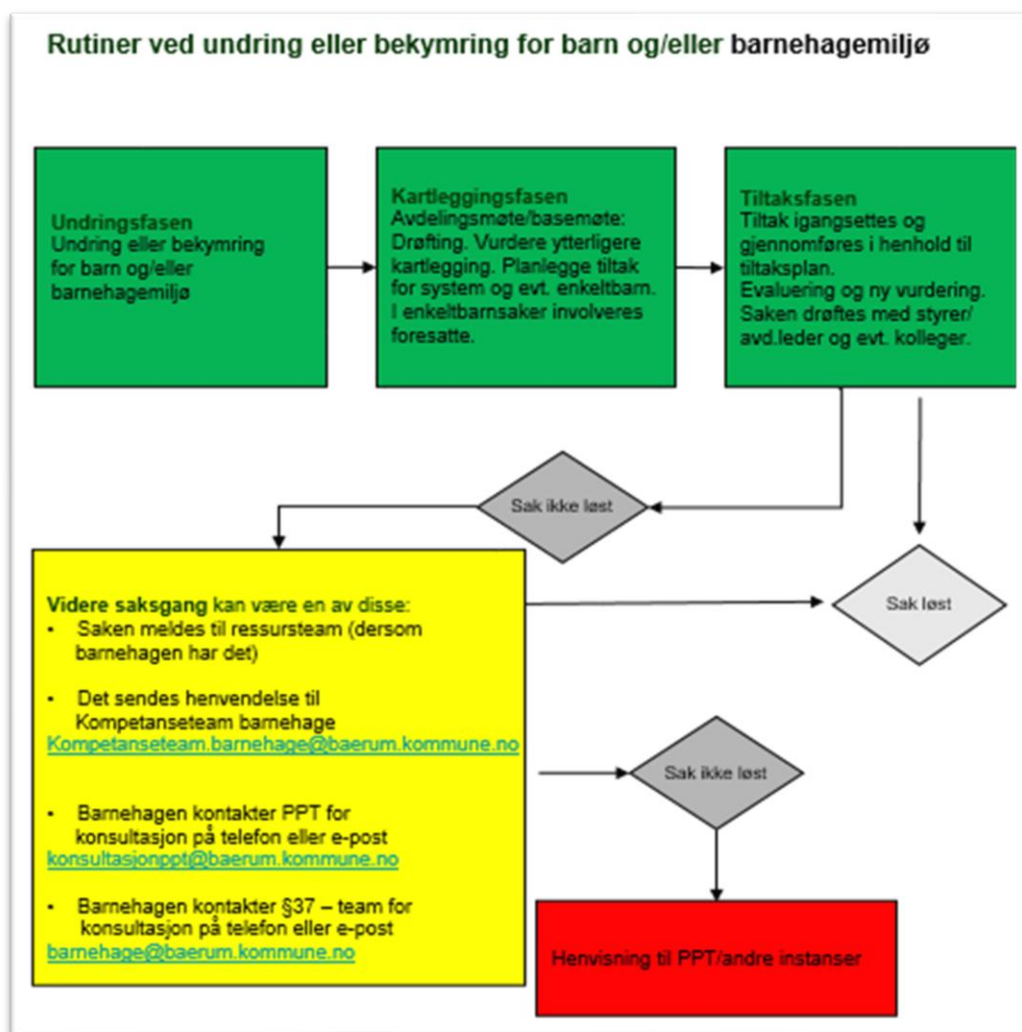 Rutiner ved undring eller bekymring for barn og/eller barnehagemiljø
Undringsfasen
Undring eller bekymring
for barn og/eller
barnehagemiljø
Kartleggingsfasen
Avdelingsmøte/basemøte:
Drøfting. Vurdere ytterligere
kartlegging. Planlegge tiltak
for system og evt. enkeltbarn.
I enkeltbarnsaker involveres
foresatte.
Tiltaksfasen
Tiltak igangsettes og
gjennomføres i henhold til
tiltaksplan.
Evaluering og ny vurdering.
Saken drøftes med styrer/
avd.leder og evt. kolleger.
Sak ikke løst
Sak løst
Videre saksgang kan være en av disse:
• Saken meldes til ressursteam (dersom
barnehagen har det)
• Det sendes henvendelse til
Kompetanseteam barnehage
Kompetanseteam.barnehage@baerum.kommune.no
• Barnehagen kontakter PPT for
konsultasjon på telefon eller e-post
konsultasjonppt@baerum.kommune.no
• Barnehagen kontakter §37 – team for
konsultasjon på telefon eller e-post
barnehage@baerum.kommune.no
Sak ikke løst
Henvisning til PPT/andre instanser